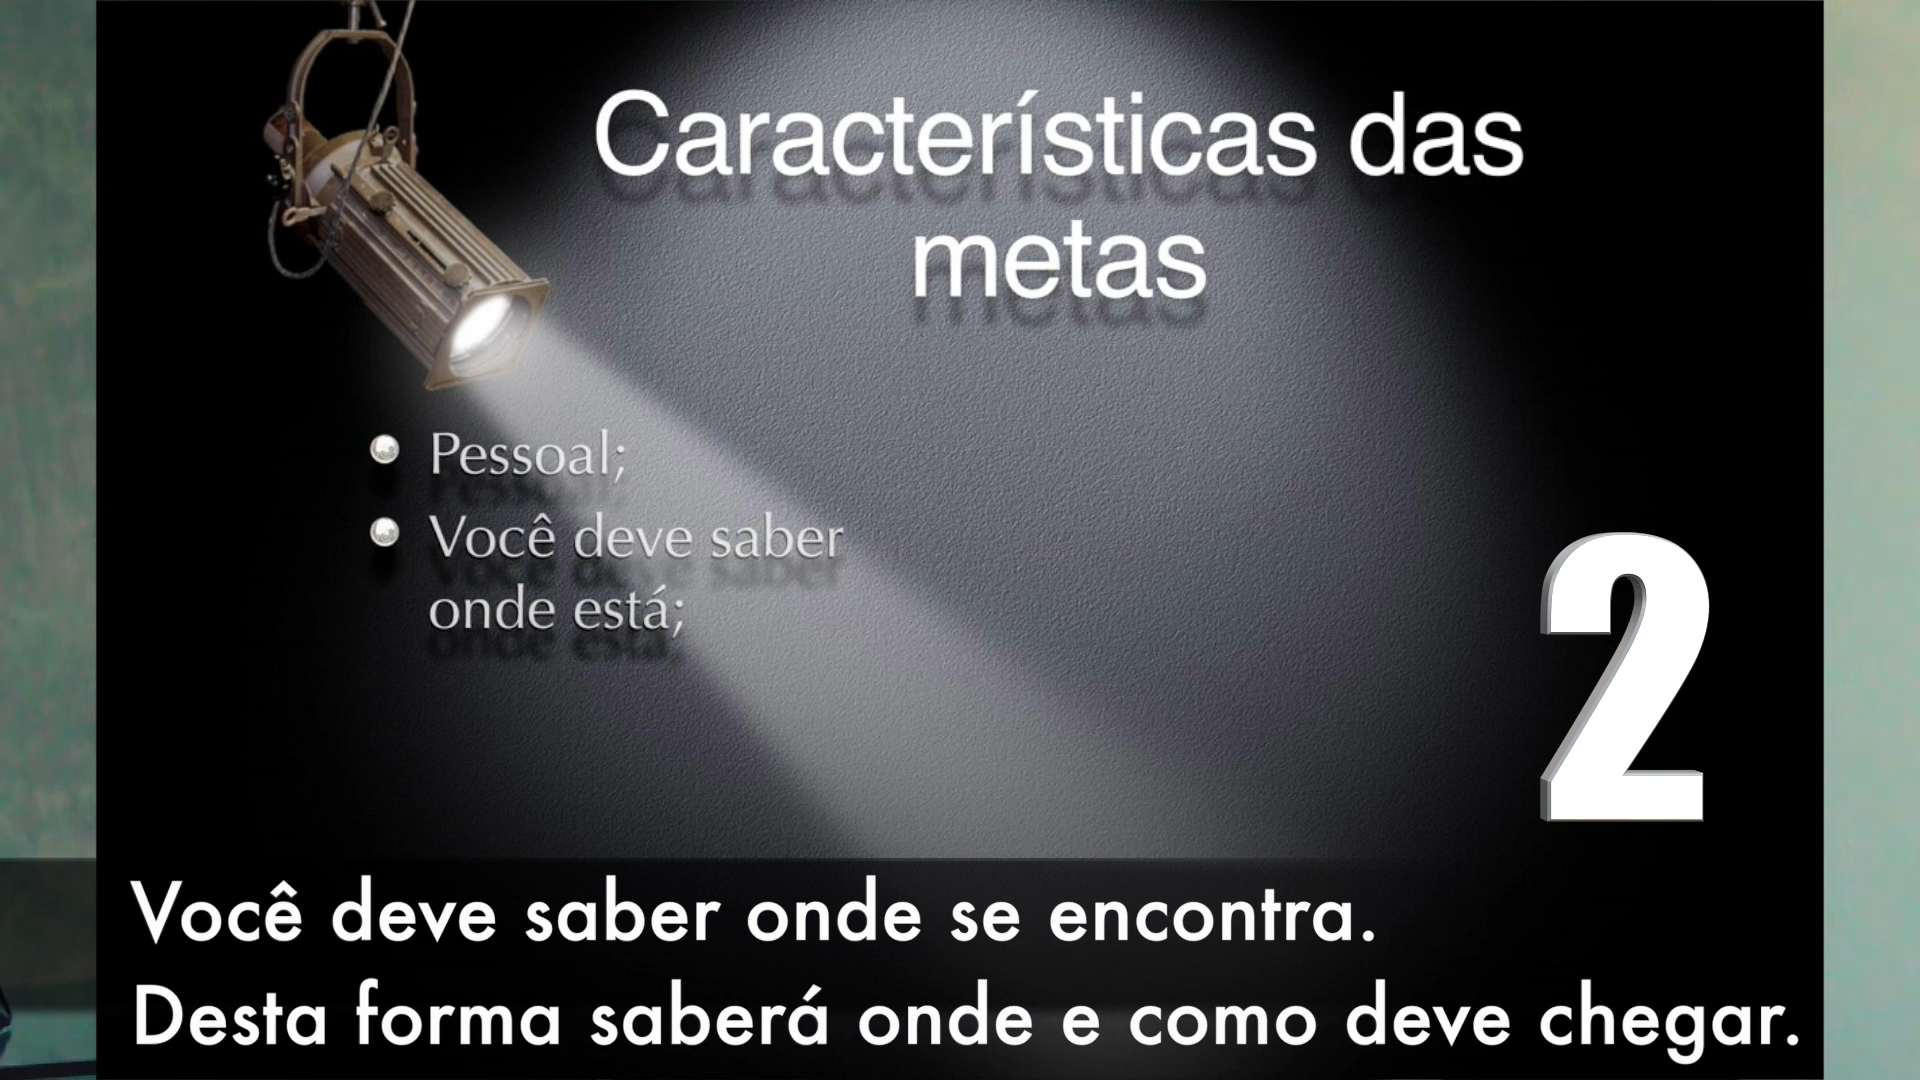 Características das
metas
Pessoal;
Você deve saber
onde está;
2
Você deve saber onde se encontra.
Desta forma saberá onde e como deve chegar.